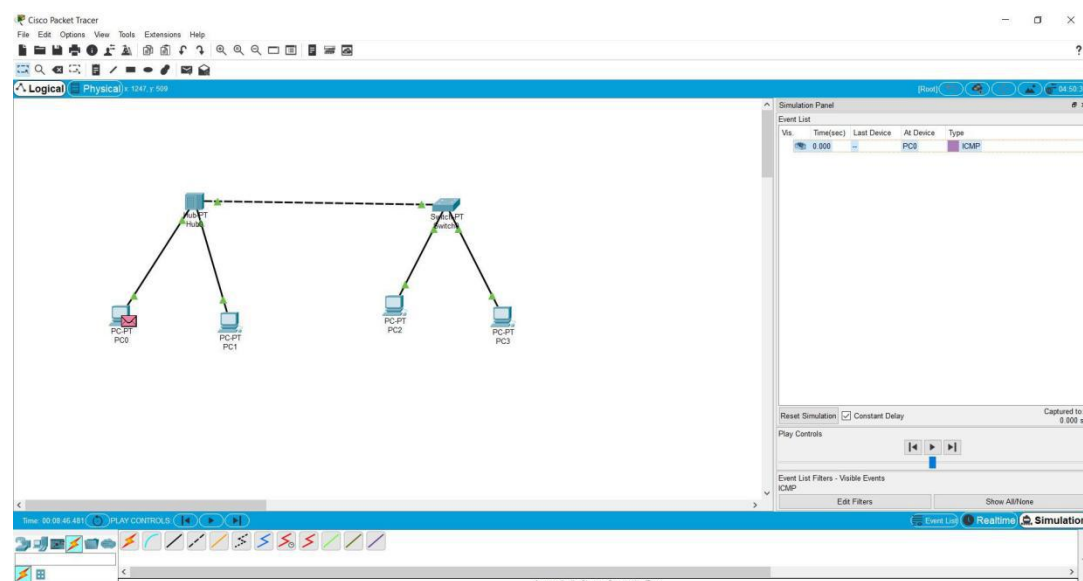 Cisco Packet Tracer
File Edit Options View Tools Extensions Help
?
Logical Physical x: 1247, y: 509 [Root] 04:50:3
Simulation Panel
Event List
Vis. Time(sec) Last Device At Device Type
0.000 -- PC0 ICMP
Hub-PT
Switch-PT
PC-PT
PC0
PC-PT
PC1
PC-PT
PC2
PC-PT
PC3
Reset Simulation Constant Delay Captured to:
0.000 s
Play Controls
Event List Filters - Visible Events
ICMP
Edit Filters Show All/None
Time: 00:08:46.481 PLAY CONTROLS: Event List Realtime Simulation